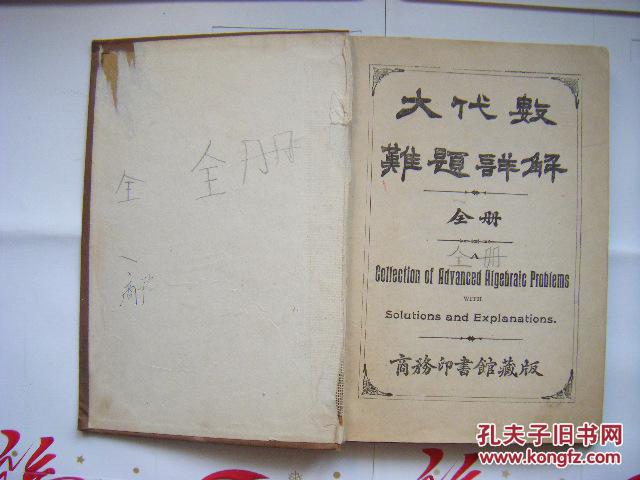 全册
全
一
商
大代數
難題詳解
全册
A
全册
Collection of Advanced Algebraic Problems
WITH
Solutions and Explanations.
商務印書館藏版
孔夫子旧书网
www.kongfz.com